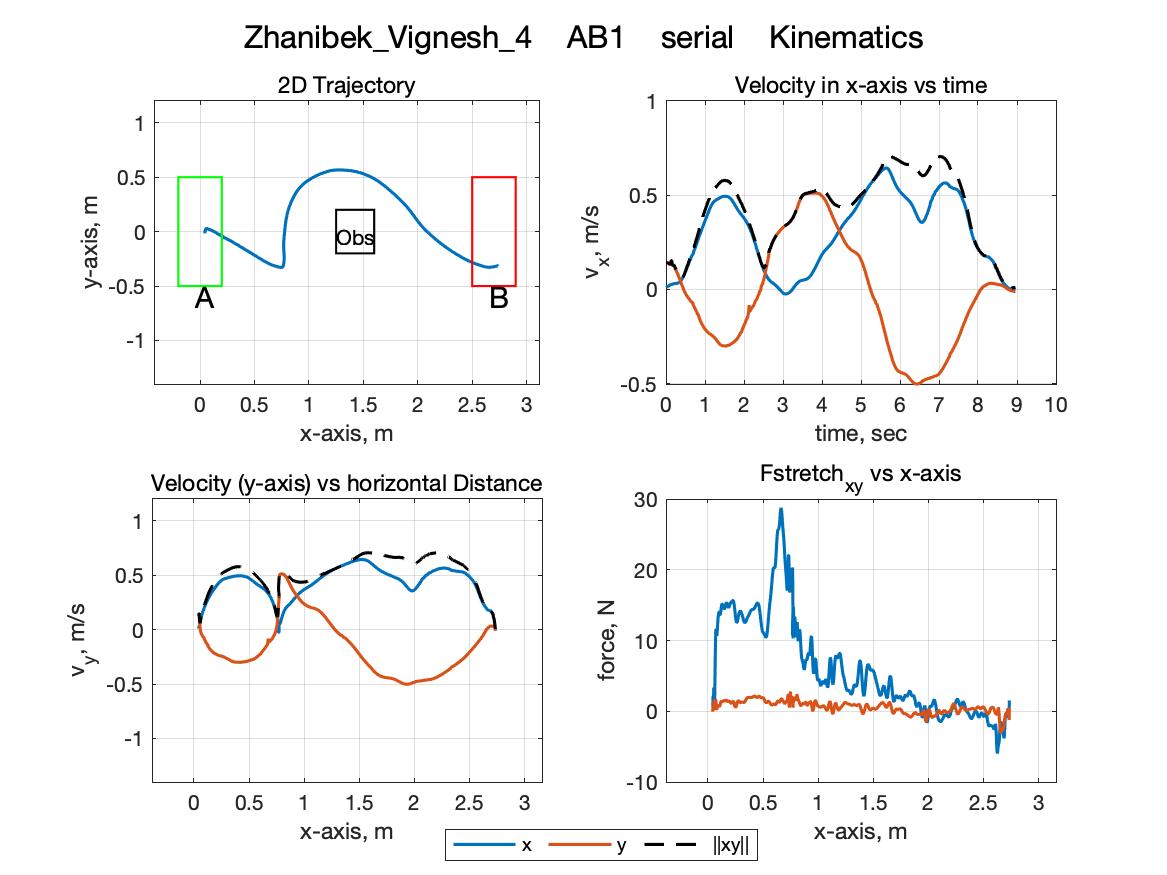 Zhanibek_Vignesh_4 AB1 serial Kinematics
2D Trajectory
y-axis, m
1
0.5
0
-0.5
-1
Obs
A
B
0 0.5 1 1.5 2 2.5 3
x-axis, m
Velocity in x-axis vs time
v_x, m/s
1
0.5
0
-0.5
0 1 2 3 4 5 6 7 8 9 10
time, sec
Velocity (y-axis) vs horizontal Distance
v_y, m/s
1
0.5
0
-0.5
-1
0 0.5 1 1.5 2 2.5 3
x-axis, m
Fstretch_xy vs x-axis
force, N
30
20
10
0
-10
0 0.5 1 1.5 2 2.5 3
x-axis, m
x y ||xy||